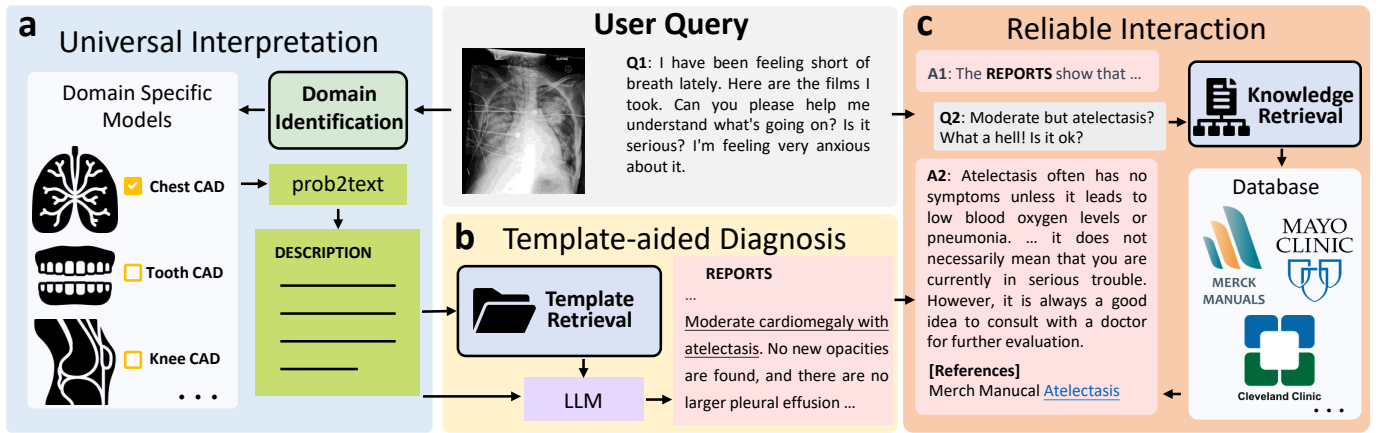 a
Universal Interpretation
Domain Specific
Models
Domain
Identification
Chest CAD
prob2text
Tooth CAD
Knee CAD
...
DESCRIPTION
User Query
SUPINE
Q1: I have been feeling short of
breath lately. Here are the films I
took. Can you please help me
understand what's going on? Is it
serious? I'm feeling very anxious
about it.
b
Template-aided Diagnosis
Template
Retrieval
LLM
REPORTS
...
Moderate cardiomegaly with
atelectasis. No new opacities
are found, and there are no
larger pleural effusion ...
c
Reliable Interaction
A1: The REPORTS show that ...
Q2: Moderate but atelectasis?
What a hell! Is it ok?
Knowledge
Retrieval
A2: Atelectasis often has no
symptoms unless it leads to
low blood oxygen levels or
pneumonia. ... it does not
necessarily mean that you are
currently in serious trouble.
However, it is always a good
idea to consult with a doctor
for further evaluation.
[References]
Merch Manucal Atelectasis
Database
MERCK
MANUALS
MAYO
CLINIC
Cleveland Clinic
...